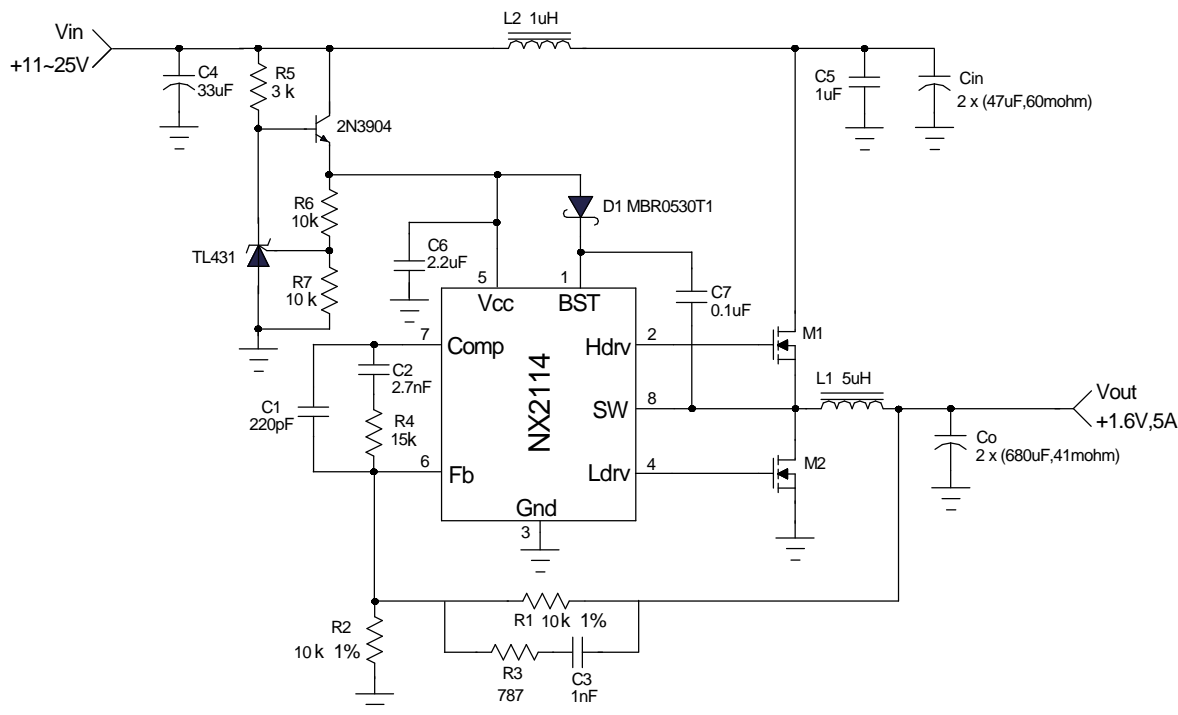 L2 1uH
Vin
+11~25V
C4
33uF
R5
3 k
2N3904
C5
1uF
Cin
2 x (47uF,60mohm)
R6
10k
D1 MBR0530T1
TL431
C6
2.2uF
R7
10 k
5
1
C7
0.1uF
Vcc
BST
7
Comp
Hdrv
2
M1
C2
2.7nF
C1
220pF
R4
15k
NX2114
SW
8
L1 5uH
Vout
+1.6V,5A
Co
2 x (680uF,41mohm)
6
Fb
Ldrv
4
M2
Gnd
3
R1 10k 1%
R2
10 k 1%
R3
787
C3
1nF